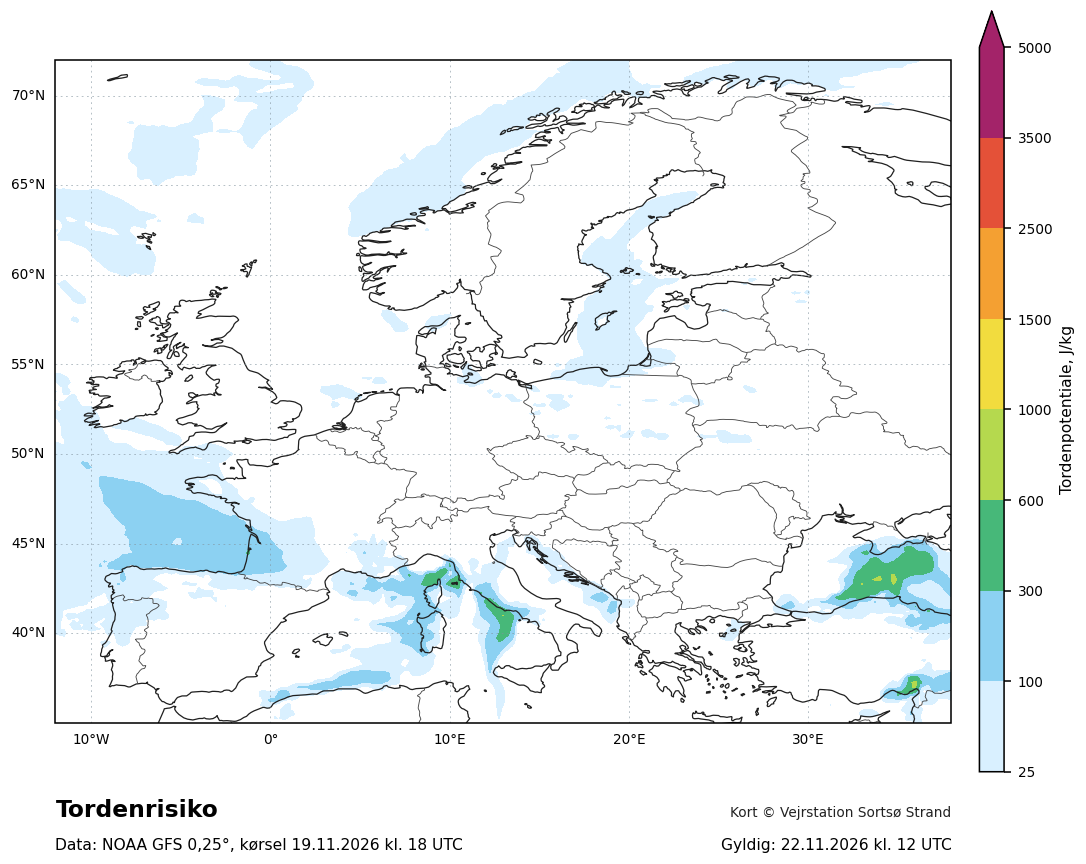 70°N
65°N
60°N
55°N
50°N
45°N
40°N
10°W
0°
10°E
20°E
30°E
5000
3500
2500
1500
1000
600
300
100
25
Tordenpotentiale, J/kg
Tordenrisiko
Kort © Vejrstation Sortsø Strand
Data: NOAA GFS 0,25°, kørsel 19.11.2026 kl. 18 UTC
Gyldig: 22.11.2026 kl. 12 UTC